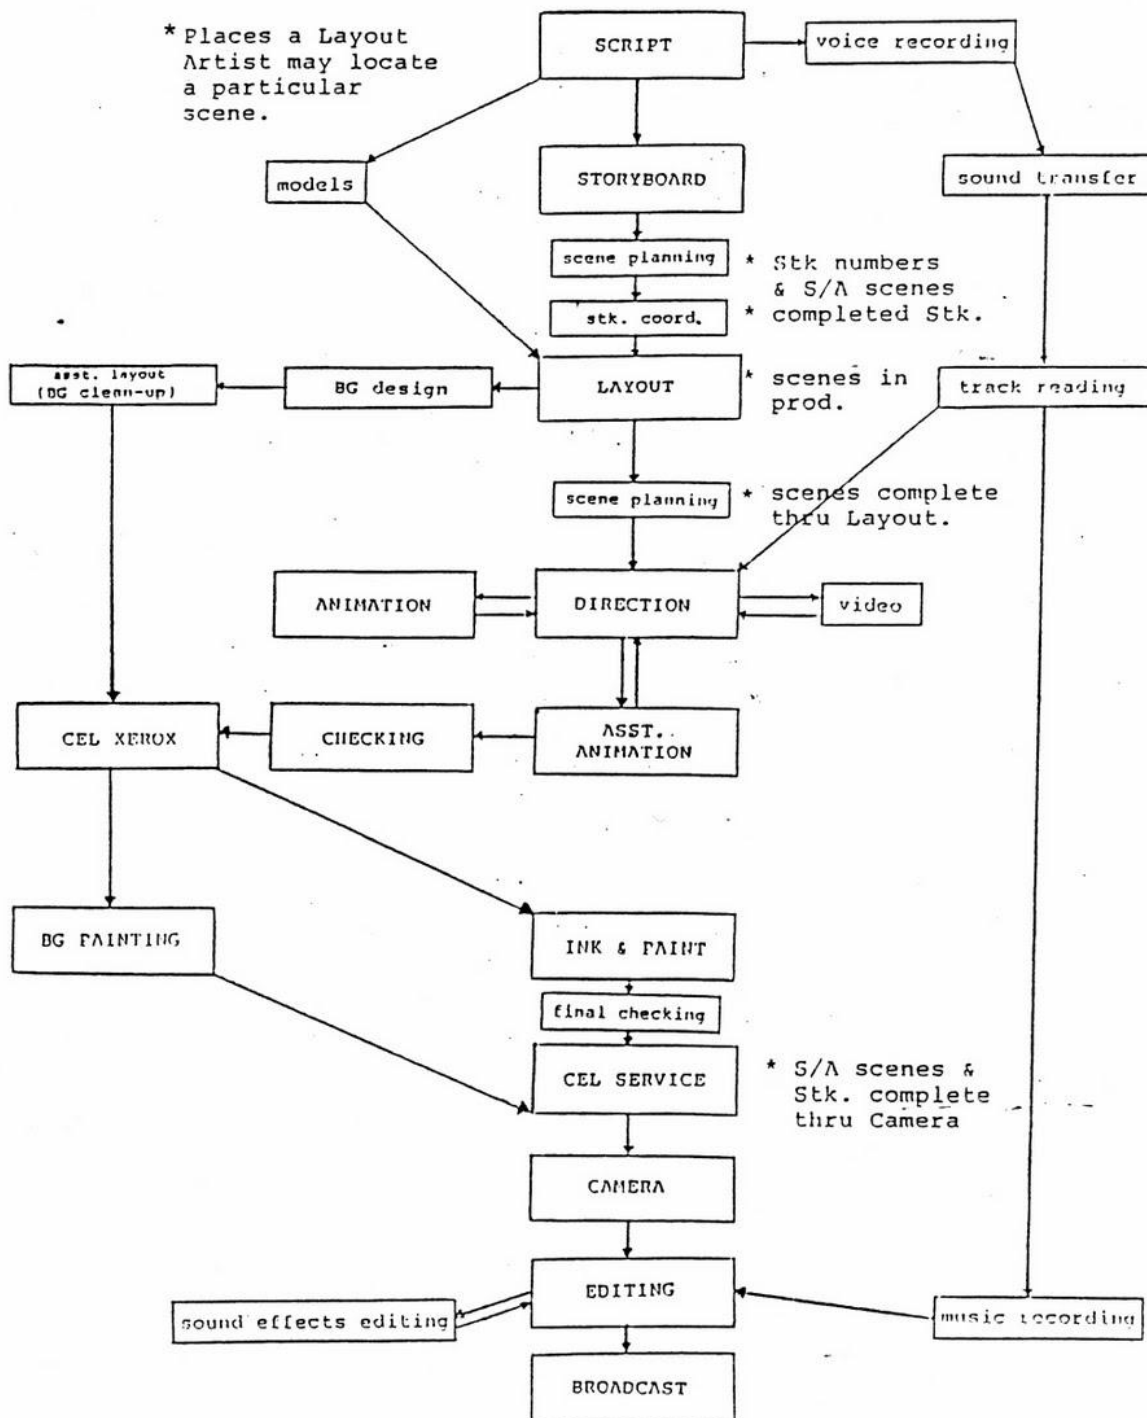 * Places a Layout
Artist may locate
a particular
scene.
SCRIPT
voice recording
models
STORYBOARD
sound transfer
scene planning
* Stk numbers
& S/A scenes
stk. coord.
* completed Stk.
asst. layout
(BG clean-up)
BG design
LAYOUT
* scenes in
prod.
track reading
scene planning
* scenes complete
thru Layout.
ANIMATION
DIRECTION
video
CEL XEROX
CHECKING
ASST.
ANIMATION
BG PAINTING
INK & PAINT
final checking
CEL SERVICE
* S/A scenes &
Stk. complete
thru Camera
CAMERA
EDITING
sound effects editing
music recording
BROADCAST